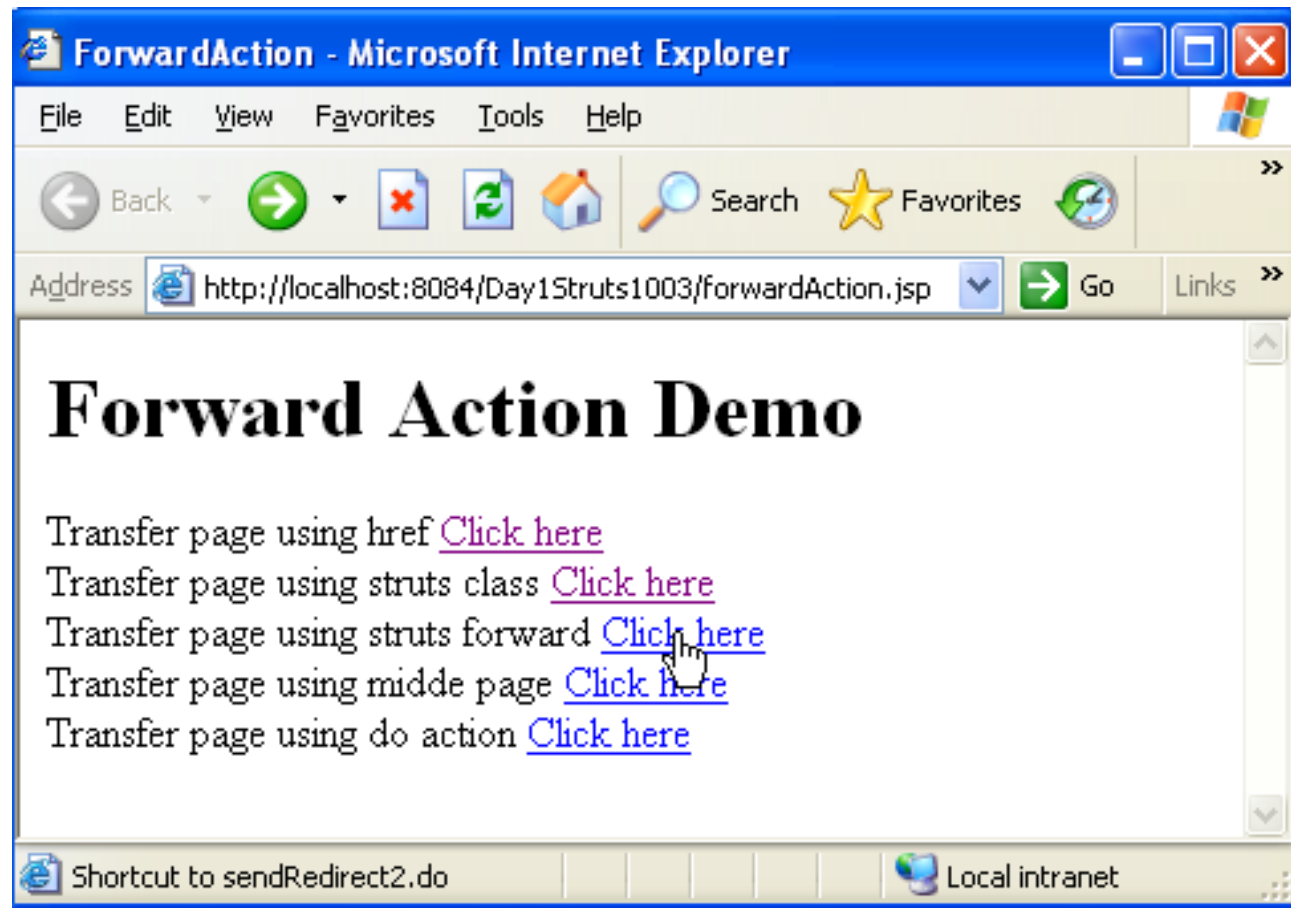 ForwardAction - Microsoft Internet Explorer
File Edit View Favorites Tools Help
Back Search Favorites »
Address http://localhost:8084/Day1Struts1003/forwardAction.jsp Go Links »
Forward Action Demo
Transfer page using href Click here
Transfer page using struts class Click here
Transfer page using struts forward Click here
Transfer page using midde page Click here
Transfer page using do action Click here
Shortcut to sendRedirect2.do Local intranet